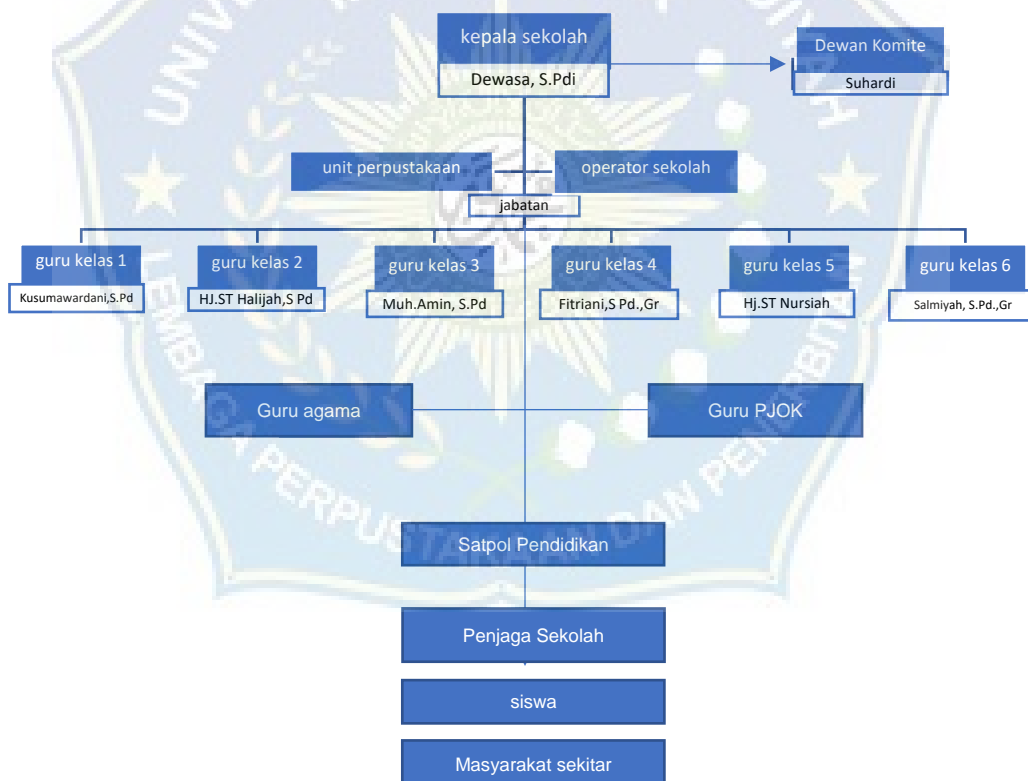 kepala sekolah
Dewasa, S.Pdi
Dewan Komite
Suhardi
unit perpustakaan
operator sekolah
jabatan
guru kelas 1
Kusumawardani,S.Pd
guru kelas 2
HJ.ST Halijah,S Pd
guru kelas 3
Muh.Amin, S.Pd
guru kelas 4
Fitriani,S Pd.,Gr
guru kelas 5
Hj.ST Nursiah
guru kelas 6
Salmiyah, S.Pd.,Gr
Guru agama
Guru PJOK
Satpol Pendidikan
Penjaga Sekolah
siswa
Masyarakat sekitar
LEMBAGA PERPUSTAKAAN DAN